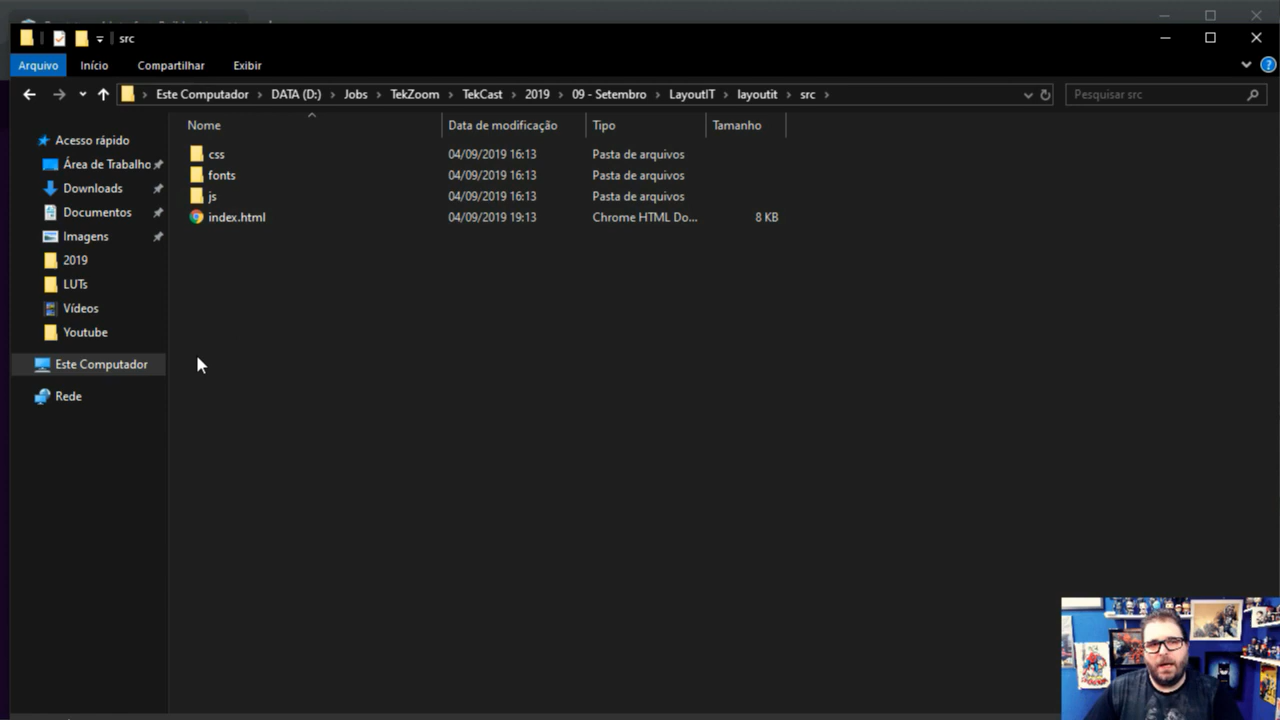 src
Arquivo Início Compartilhar Exibir
Este Computador DATA (D:) Jobs TekZoom TekCast 2019 09 - Setembro LayoutIT layoutit src
Pesquisar src
Nome Data de modificação Tipo Tamanho
css 04/09/2019 16:13 Pasta de arquivos
fonts 04/09/2019 16:13 Pasta de arquivos
js 04/09/2019 16:13 Pasta de arquivos
index.html 04/09/2019 19:13 Chrome HTML Do... 8 KB
Acesso rápido
Área de Trabalho
Downloads
Documentos
Imagens
2019
LUTs
Vídeos
Youtube
Este Computador
Rede